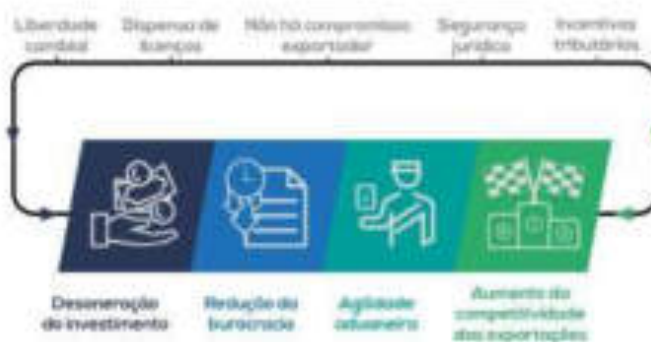 Liberdade
cambial
Dispensa de
licenças
Não há compromisso
exportador
Segurança
jurídica
Incentivos
tributários
Desoneração
do investimento
Redução da
burocracia
Agilidade
aduaneira
Aumento da
competitividade
das exportações